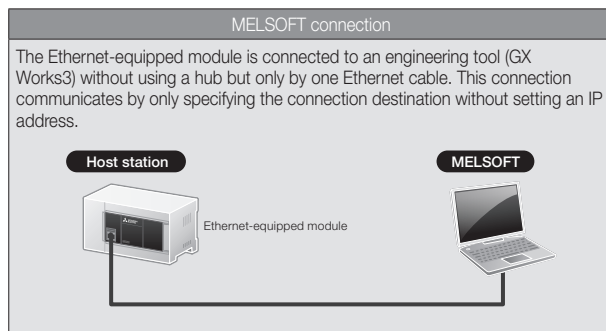 MELSOFT connection
The Ethernet-equipped module is connected to an engineering tool (GX
Works3) without using a hub but only by one Ethernet cable. This connection
communicates by only specifying the connection destination without setting an IP
address.
Host station
MELSOFT
Ethernet-equipped module